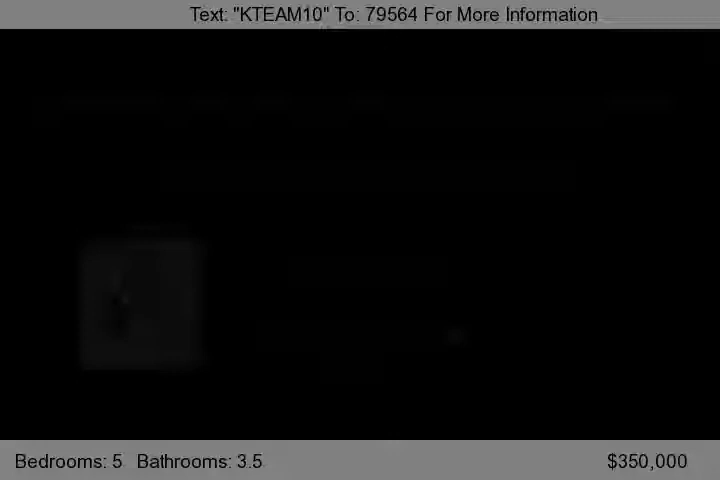 Text: "KTEAM10" To: 79564 For More Information
Bedrooms: 5 Bathrooms: 3.5 $350,000